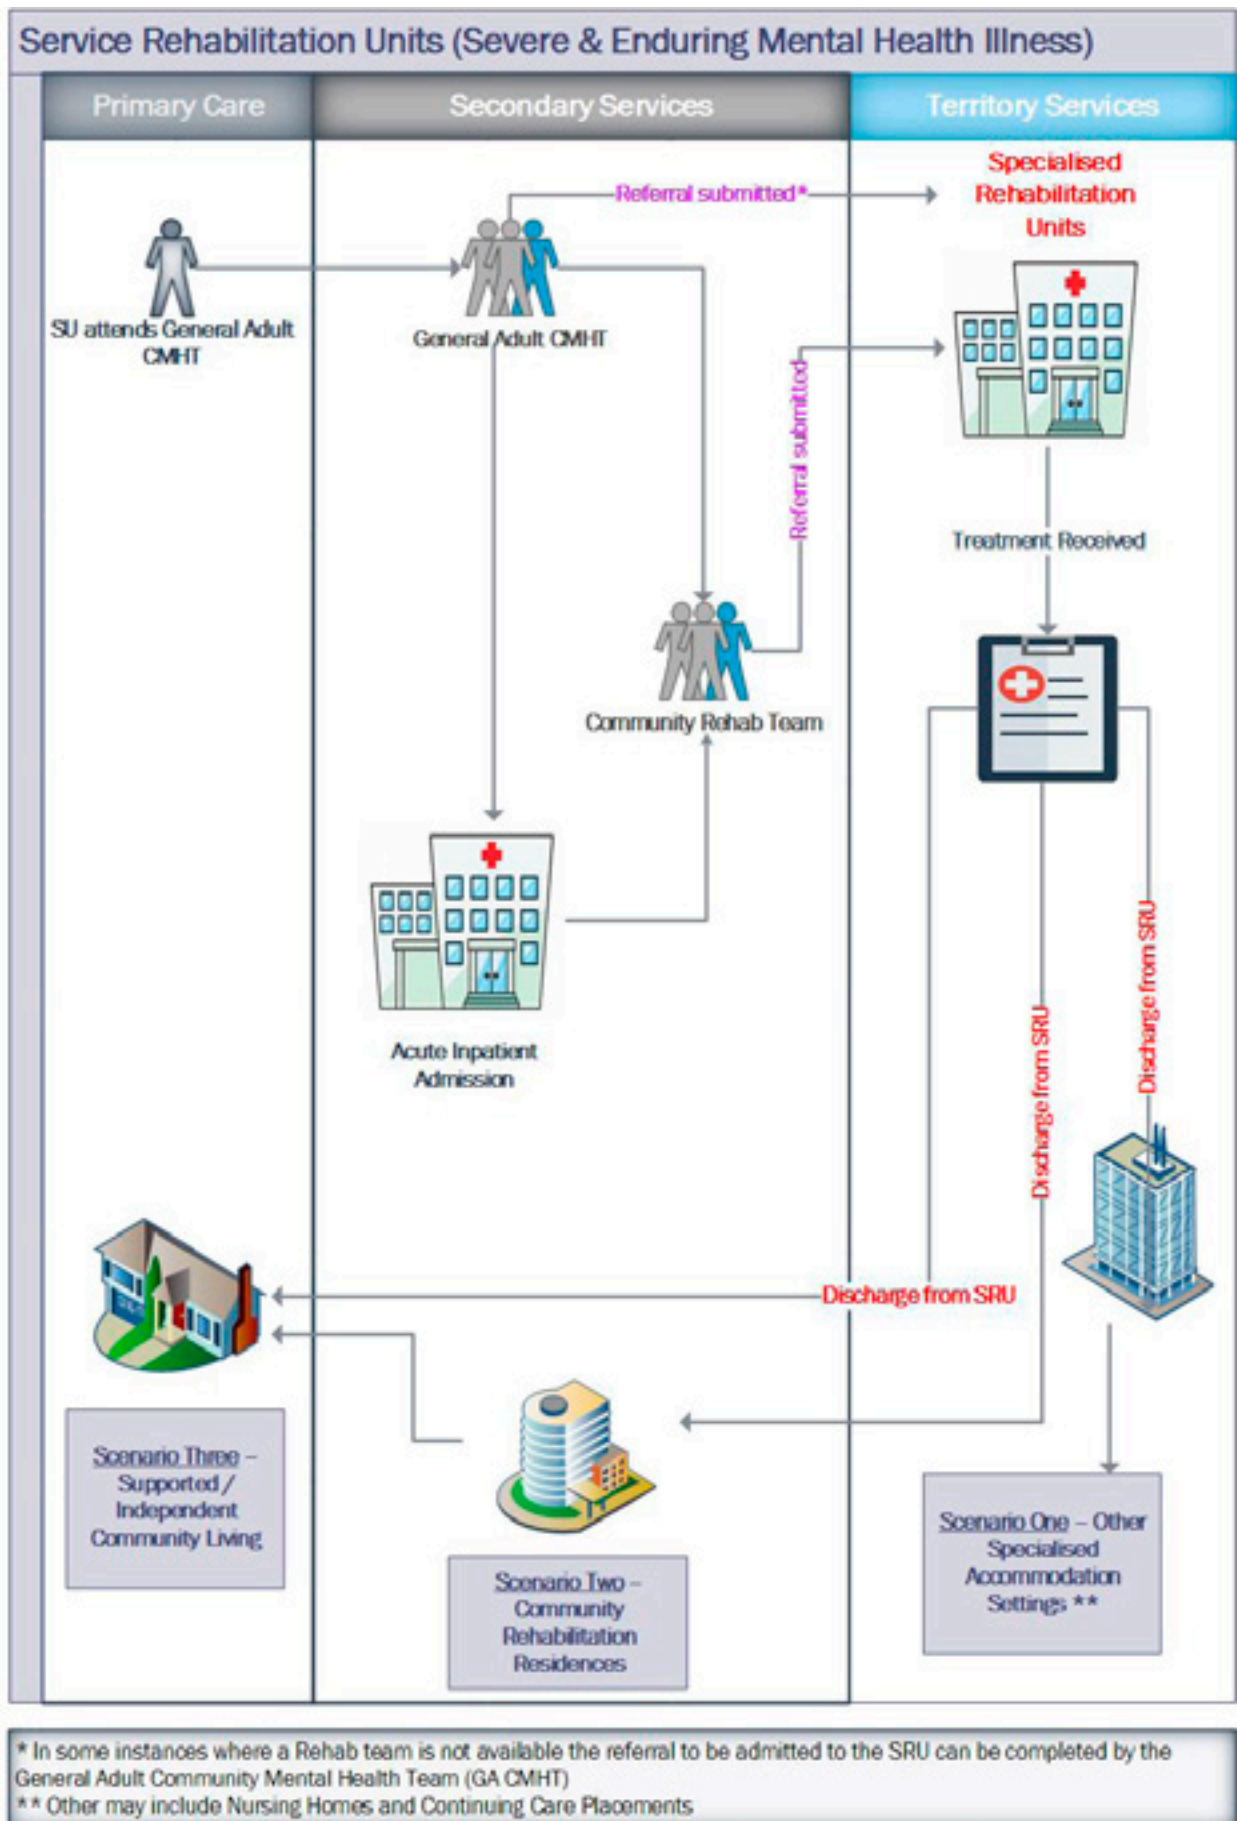 Service Rehabilitation Units (Severe & Enduring Mental Health Illness)
Primary Care
Secondary Services
Territory Services
Specialised
Rehabilitation
Units
Referral submitted*
SU attends General Adult
CMHT
General Adult CMHT
Referral submitted
Treatment Received
Community Rehab Team
Acute Inpatient
Admission
Discharge from SRU
Discharge from SRU
Discharge from SRU
Scenario Three –
Supported /
Independent
Community Living
Scenario Two –
Community
Rehabilitation
Residences
Scenario One – Other
Specialised
Accommodation
Settings **
* In some instances where a Rehab team is not available the referral to be admitted to the SRU can be completed by the
General Adult Community Mental Health Team (GA CMHT)
** Other may include Nursing Homes and Continuing Care Placements